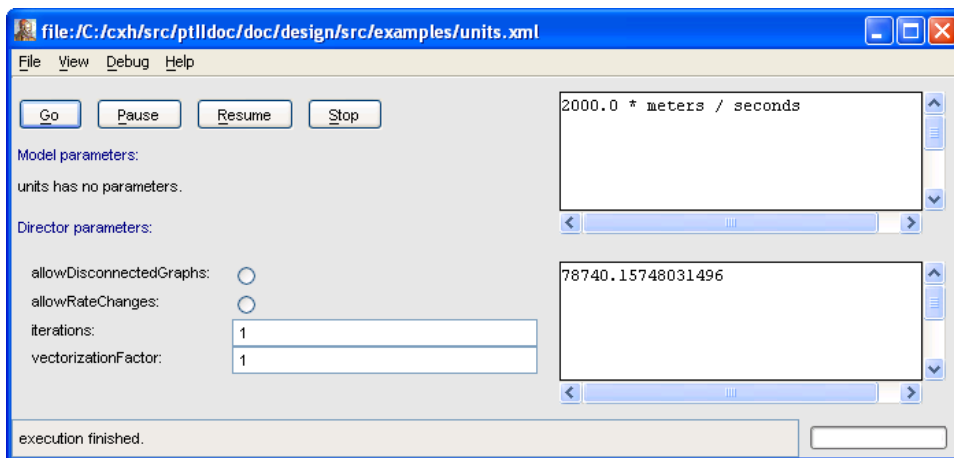 file:/C:/cxh/src/ptIIdoc/doc/design/src/examples/units.xml
File View Debug Help
Go Pause Resume Stop
Model parameters:
units has no parameters.
Director parameters:
allowDisconnectedGraphs:
allowRateChanges:
iterations: 1
vectorizationFactor: 1
2000.0 * meters / seconds
78740.15748031496
execution finished.